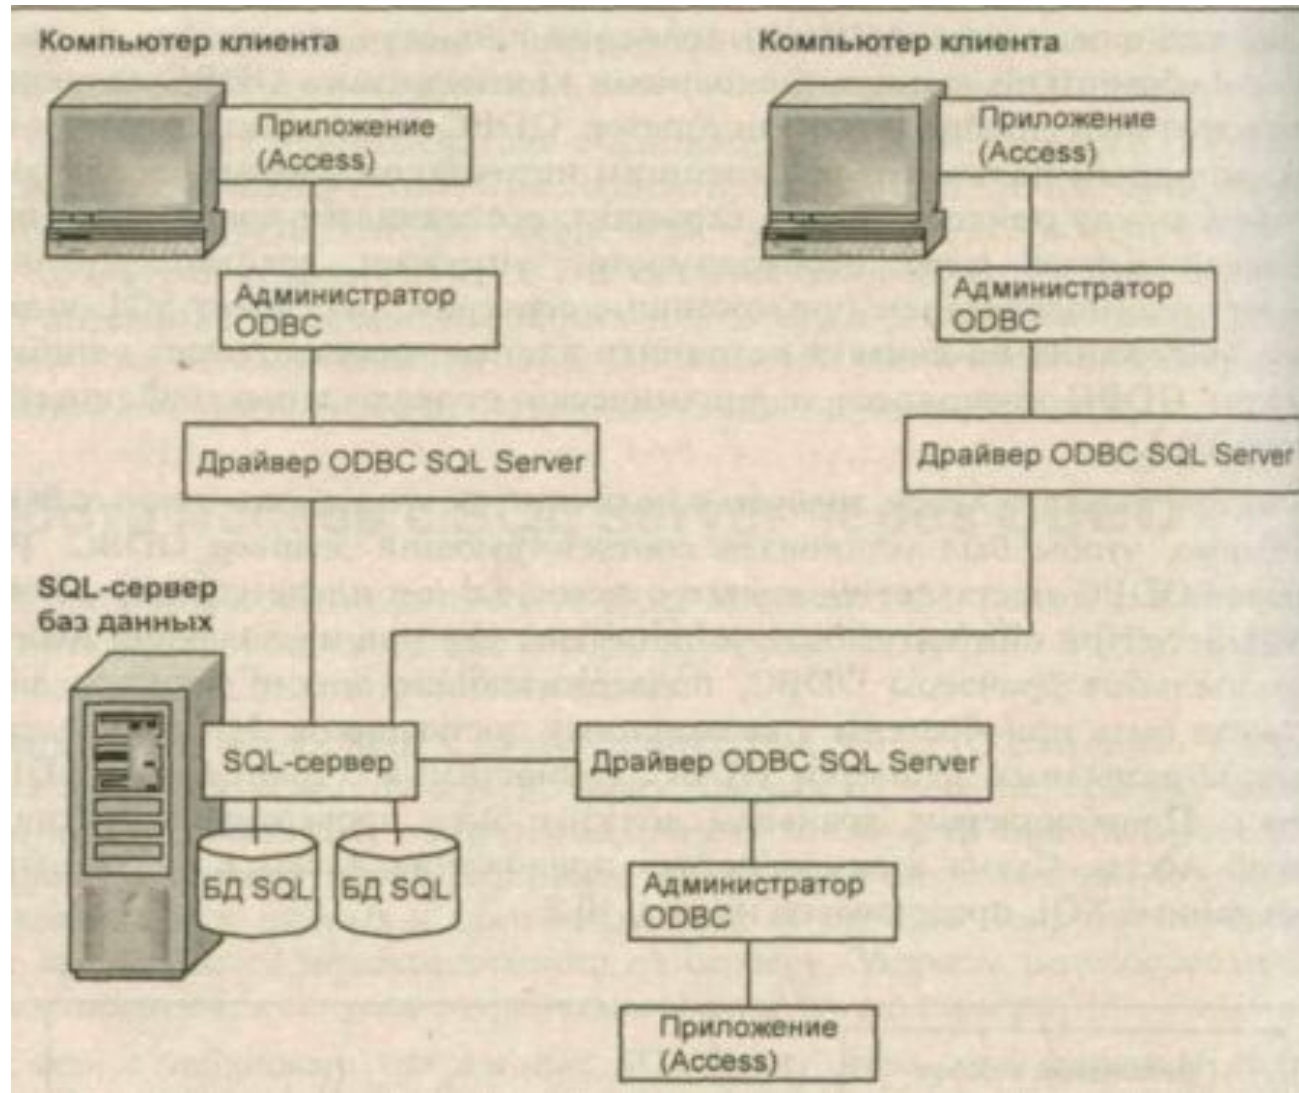 Компьютер клиента
Компьютер клиента
Приложение
(Access)
Приложение
(Access)
Администратор
ODBC
Администратор
ODBC
Драйвер ODBC SQL Server
Драйвер ODBC SQL Server
SQL-сервер
баз данных
SQL-сервер
Драйвер ODBC SQL Server
БД SQL
БД SQL
Администратор
ODBC
Приложение
(Access)